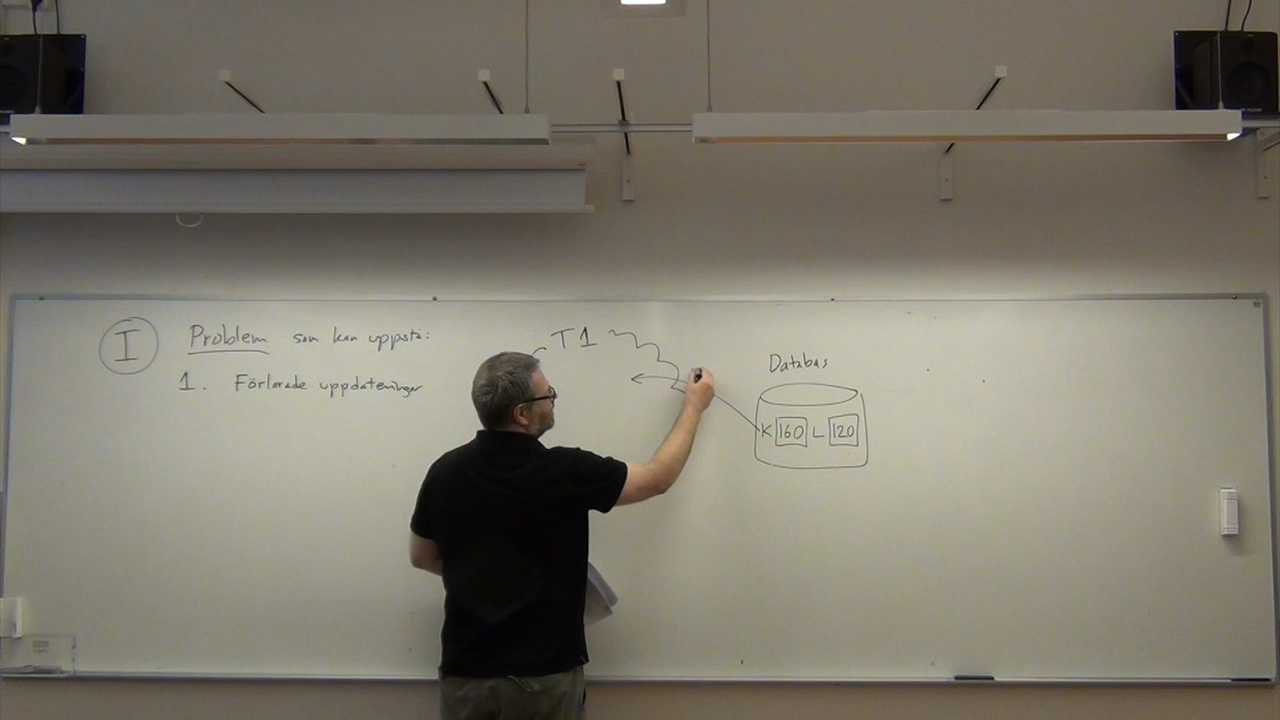 I Problem som kan uppstå:
1. Förlorade uppdateringar
T1
Databas
K 160 L 120